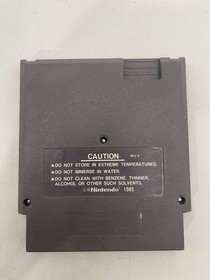 CAUTION
●DO NOT STORE IN EXTREME TEMPERATURES.
●DO NOT IMMERSE IN WATER.
●DO NOT CLEAN WITH BENZENE, THINNER,
ALCOHOL OR OTHER SUCH SOLVENTS.
©Nintendo 1985